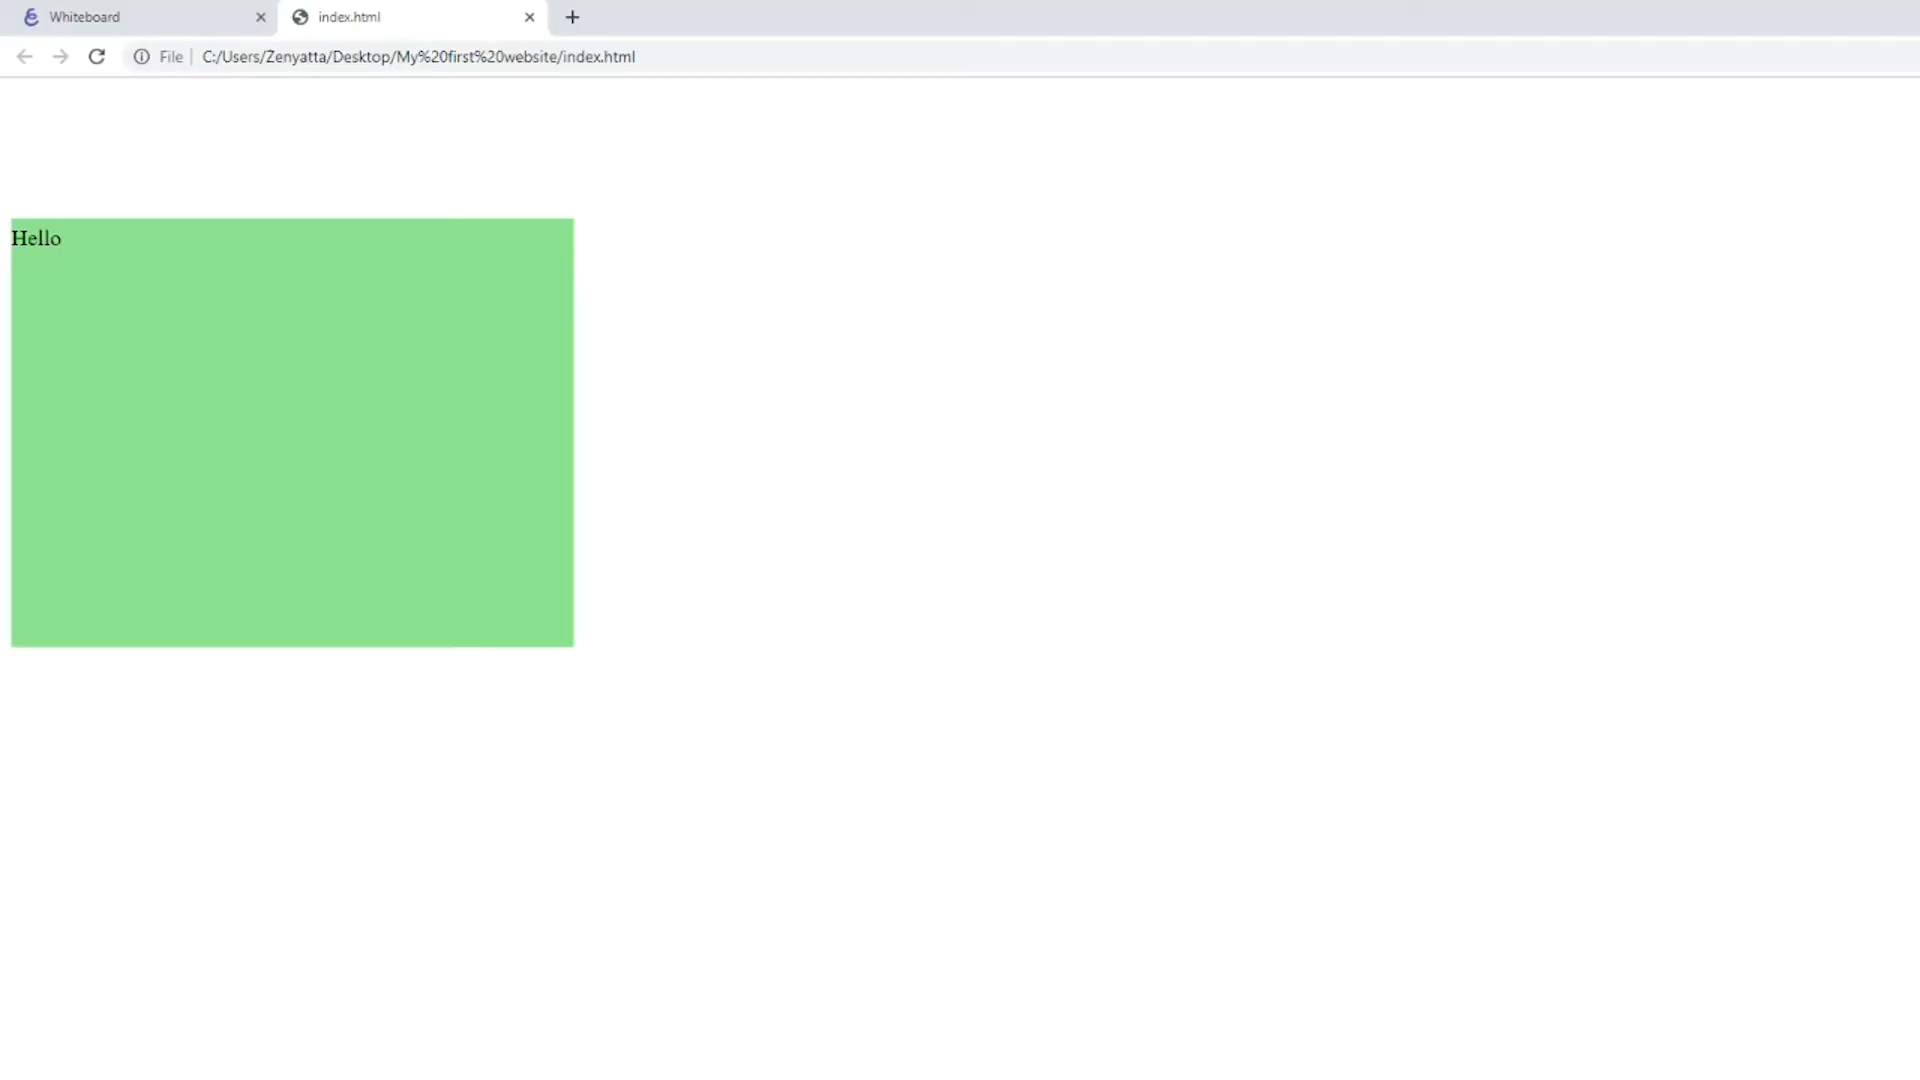 Whiteboard
index.html
File
C:/Users/Zenyatta/Desktop/My%20first%20website/index.html
Hello